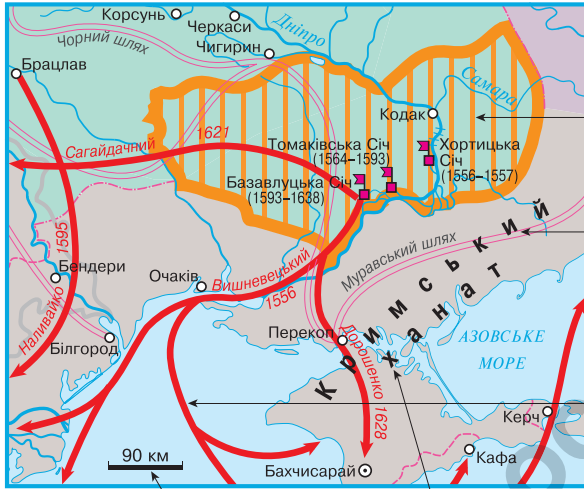 Корсунь
Черкаси
Чигирин
Дніпро
Чорний шлях
Брацлав
Самара
Кодак
Сагайдачний 1621
Томаківська Січ
(1564–1593)
Хортицька
Січ
(1556–1557)
Базавлуцька Січ
(1593–1638)
Наливайко 1595
Бендери
Очаків
Вишневецький
1556
Муравський шлях
Кримський
ханат
Білгород
Перекоп
Дорошенко 1628
АЗОВСЬКЕ
МОРЕ
Керч
Кафа
Бахчисарай
90 км